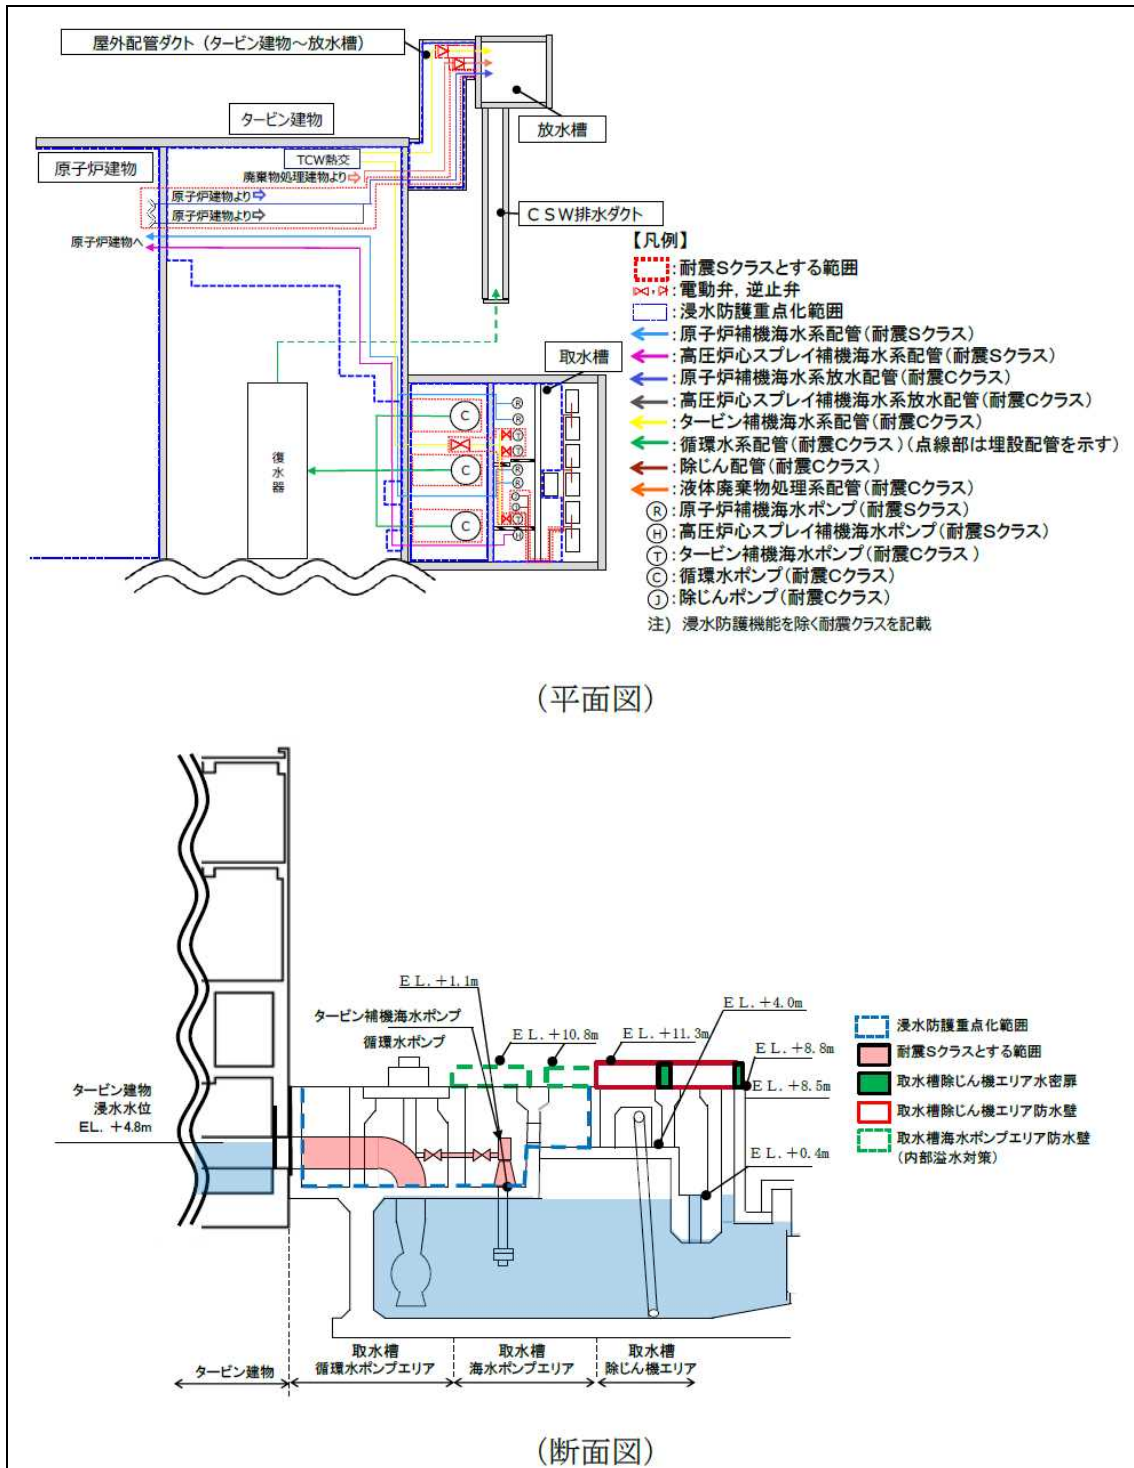 屋外配管ダクト（タービン建物～放水槽）
タービン建物
放水槽
原子炉建物
TCW熱交
廃棄物処理建物より
原子炉建物より
原子炉建物より
CSW排水ダクト
原子炉建物へ
取水槽
復水器
C
C
C
R
T
T
R
R
J
J
T
H
【凡例】
：耐震Sクラスとする範囲
：電動弁，逆止弁
：浸水防護重点化範囲
：原子炉補機海水系配管（耐震Sクラス）
：高圧炉心スプレイ補機海水系配管（耐震Sクラス）
：原子炉補機海水系放水配管（耐震Cクラス）
：高圧炉心スプレイ補機海水系放水配管（耐震Cクラス）
：タービン補機海水系配管（耐震Cクラス）
：循環水系配管（耐震Cクラス）（点線部は埋設配管を示す）
：除じん配管（耐震Cクラス）
：液体廃棄物処理系配管（耐震Cクラス）
R：原子炉補機海水ポンプ（耐震Sクラス）
H：高圧炉心スプレイ補機海水ポンプ（耐震Sクラス）
T：タービン補機海水ポンプ（耐震Cクラス）
C：循環水ポンプ（耐震Cクラス）
J：除じんポンプ（耐震Cクラス）
注）浸水防護機能を除く耐震クラスを記載
（平面図）
EL．＋1.1m
タービン補機海水ポンプ
循環水ポンプ
EL．＋10.8m
EL．＋11.3m
EL．＋4.0m
EL．＋8.8m
EL．＋8.5m
EL．＋0.4m
タービン建物
浸水水位
EL．＋4.8m
浸水防護重点化範囲
耐震Sクラスとする範囲
取水槽除じん機エリア水密扉
取水槽除じん機エリア防水壁
取水槽海水ポンプエリア防水壁
（内部溢水対策）
タービン建物
取水槽
循環水ポンプエリア
取水槽
海水ポンプエリア
取水槽
除じん機エリア
（断面図）